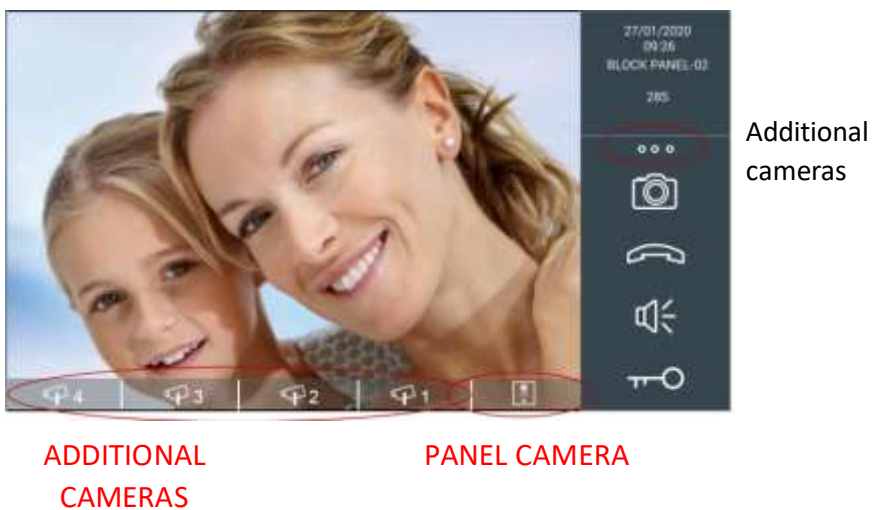 27/01/2020
09:26
BLOCK PANEL-02
285
Additional
cameras
4
3
2
1
ADDITIONAL
CAMERAS
PANEL CAMERA